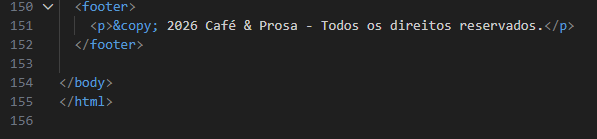 150 <footer>
151 <p>&copy; 2026 Café & Prosa - Todos os direitos reservados.</p>
152 </footer>
153
154 </body>
155 </html>
156